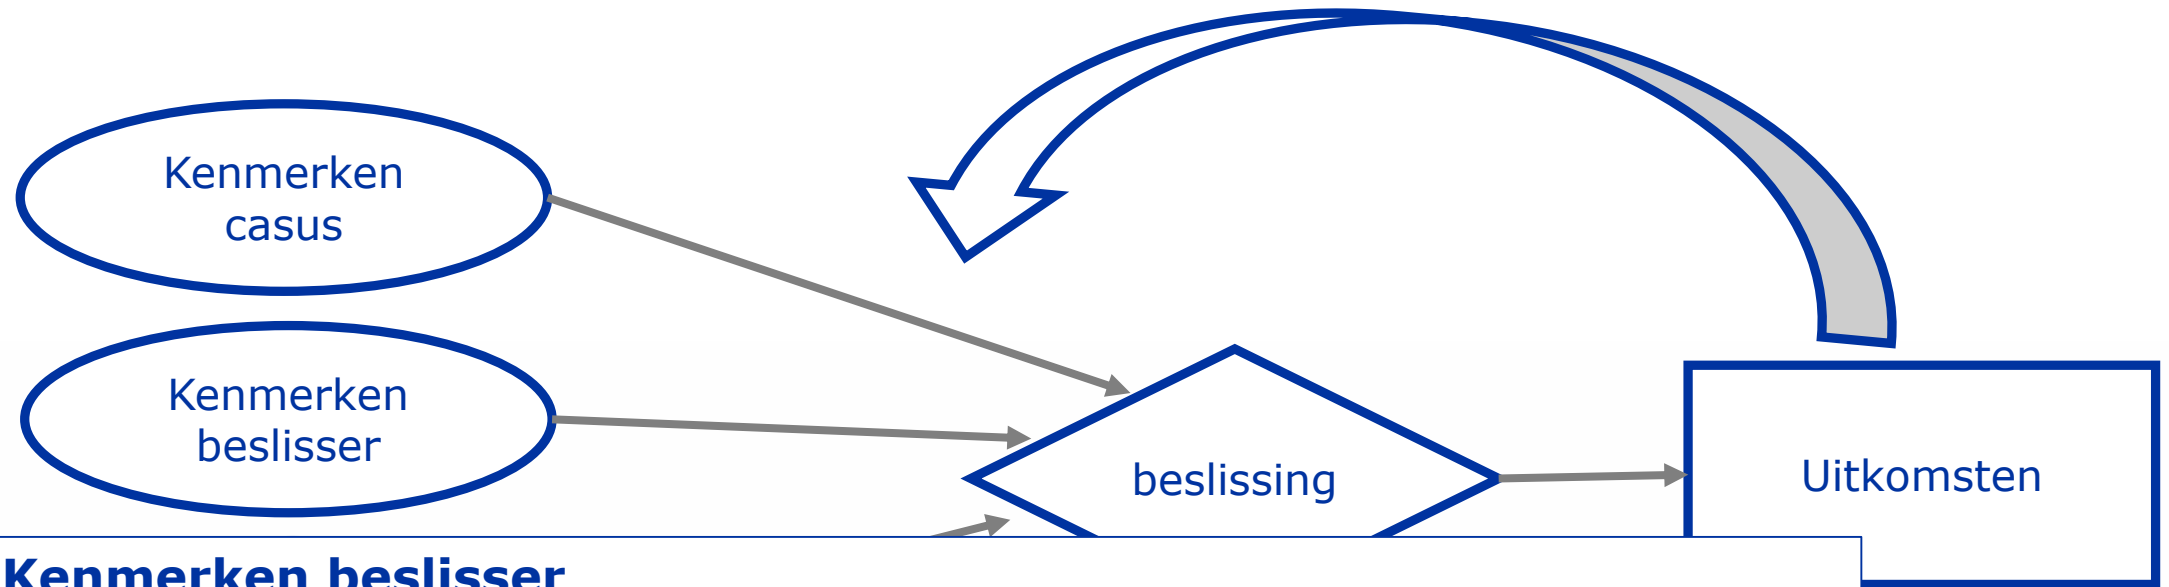 Kenmerken
casus
Kenmerken
beslisser
beslissing
Uitkomsten
Kenmerken beslisser